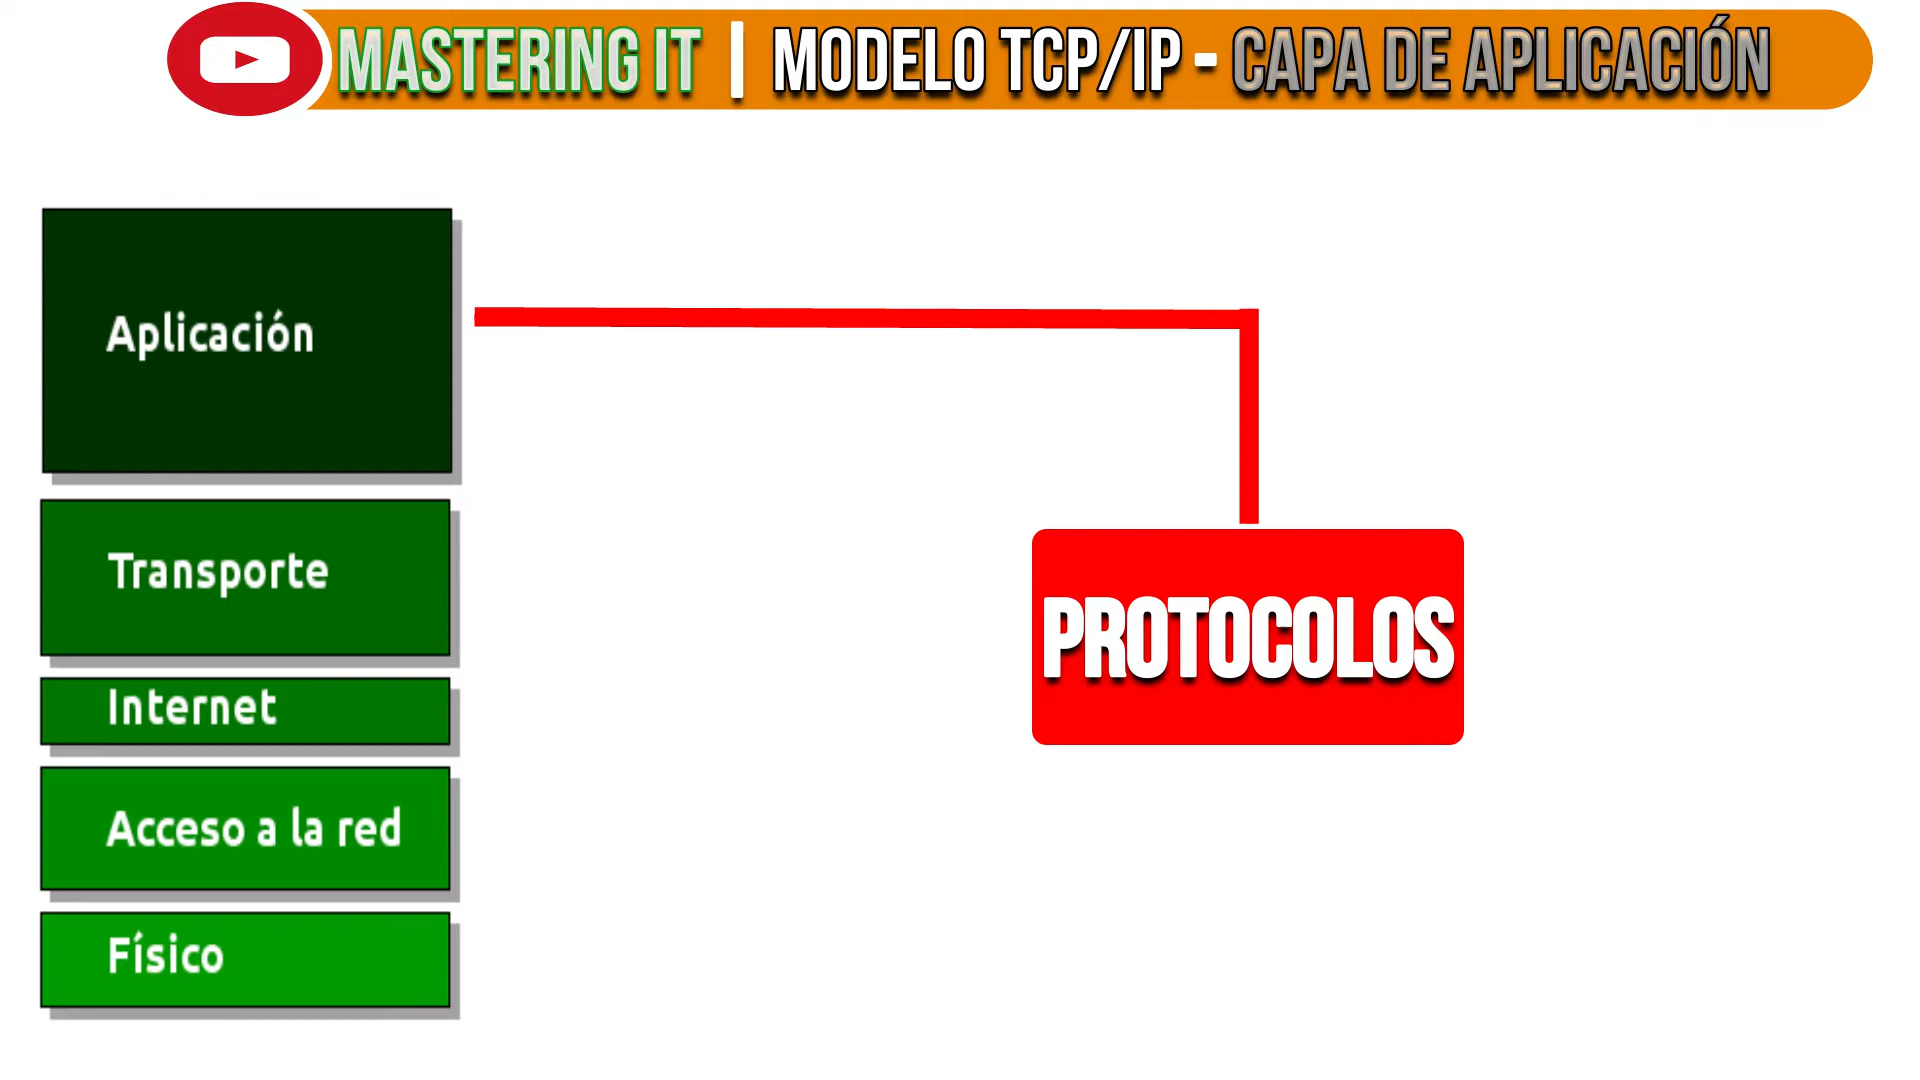 MASTERING IT | MODELO TCP/IP - CAPA DE APLICACIÓN
Aplicación
Transporte
Internet
Acceso a la red
Físico
PROTOCOLOS